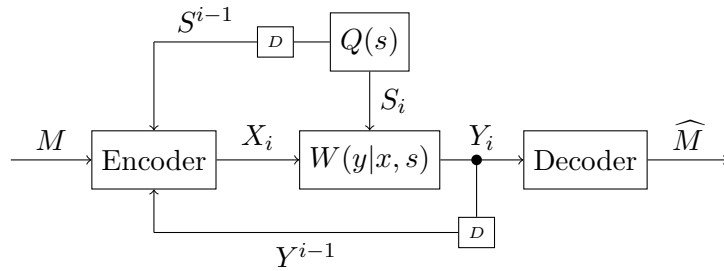 S^{i-1}
D
Q(s)
S_i
M
Encoder
X_i
W(y|x, s)
Y_i
Decoder
\widehat{M}
D
Y^{i-1}